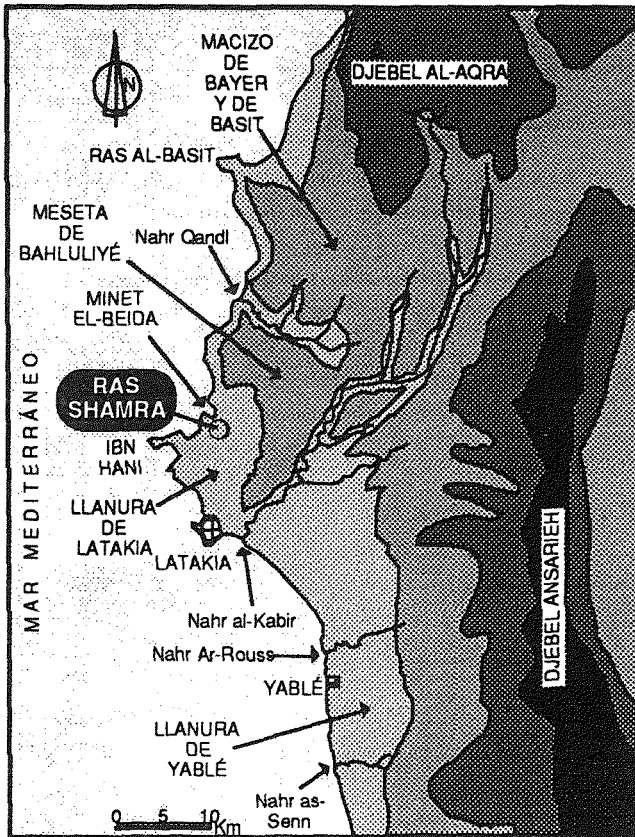 MACIZO
DE
BAYER
Y DE
BASIT
DJEBEL AL-AQRA
N
RAS AL-BASIT
MESETA
DE
BAHLULIYÉ
Nahr Qandl
MINET
EL-BEIDA
RAS
SHAMRA
IBN
HANI
MAR MEDITERRÁNEO
LLANURA
DE
LATAKIA
LATAKIA
DJEBEL ANSARIEH
Nahr al-Kabir
Nahr Ar-Rouss
YABLÉ
LLANURA
DE
YABLÉ
Nahr as-
Senn
0 5 10
Km